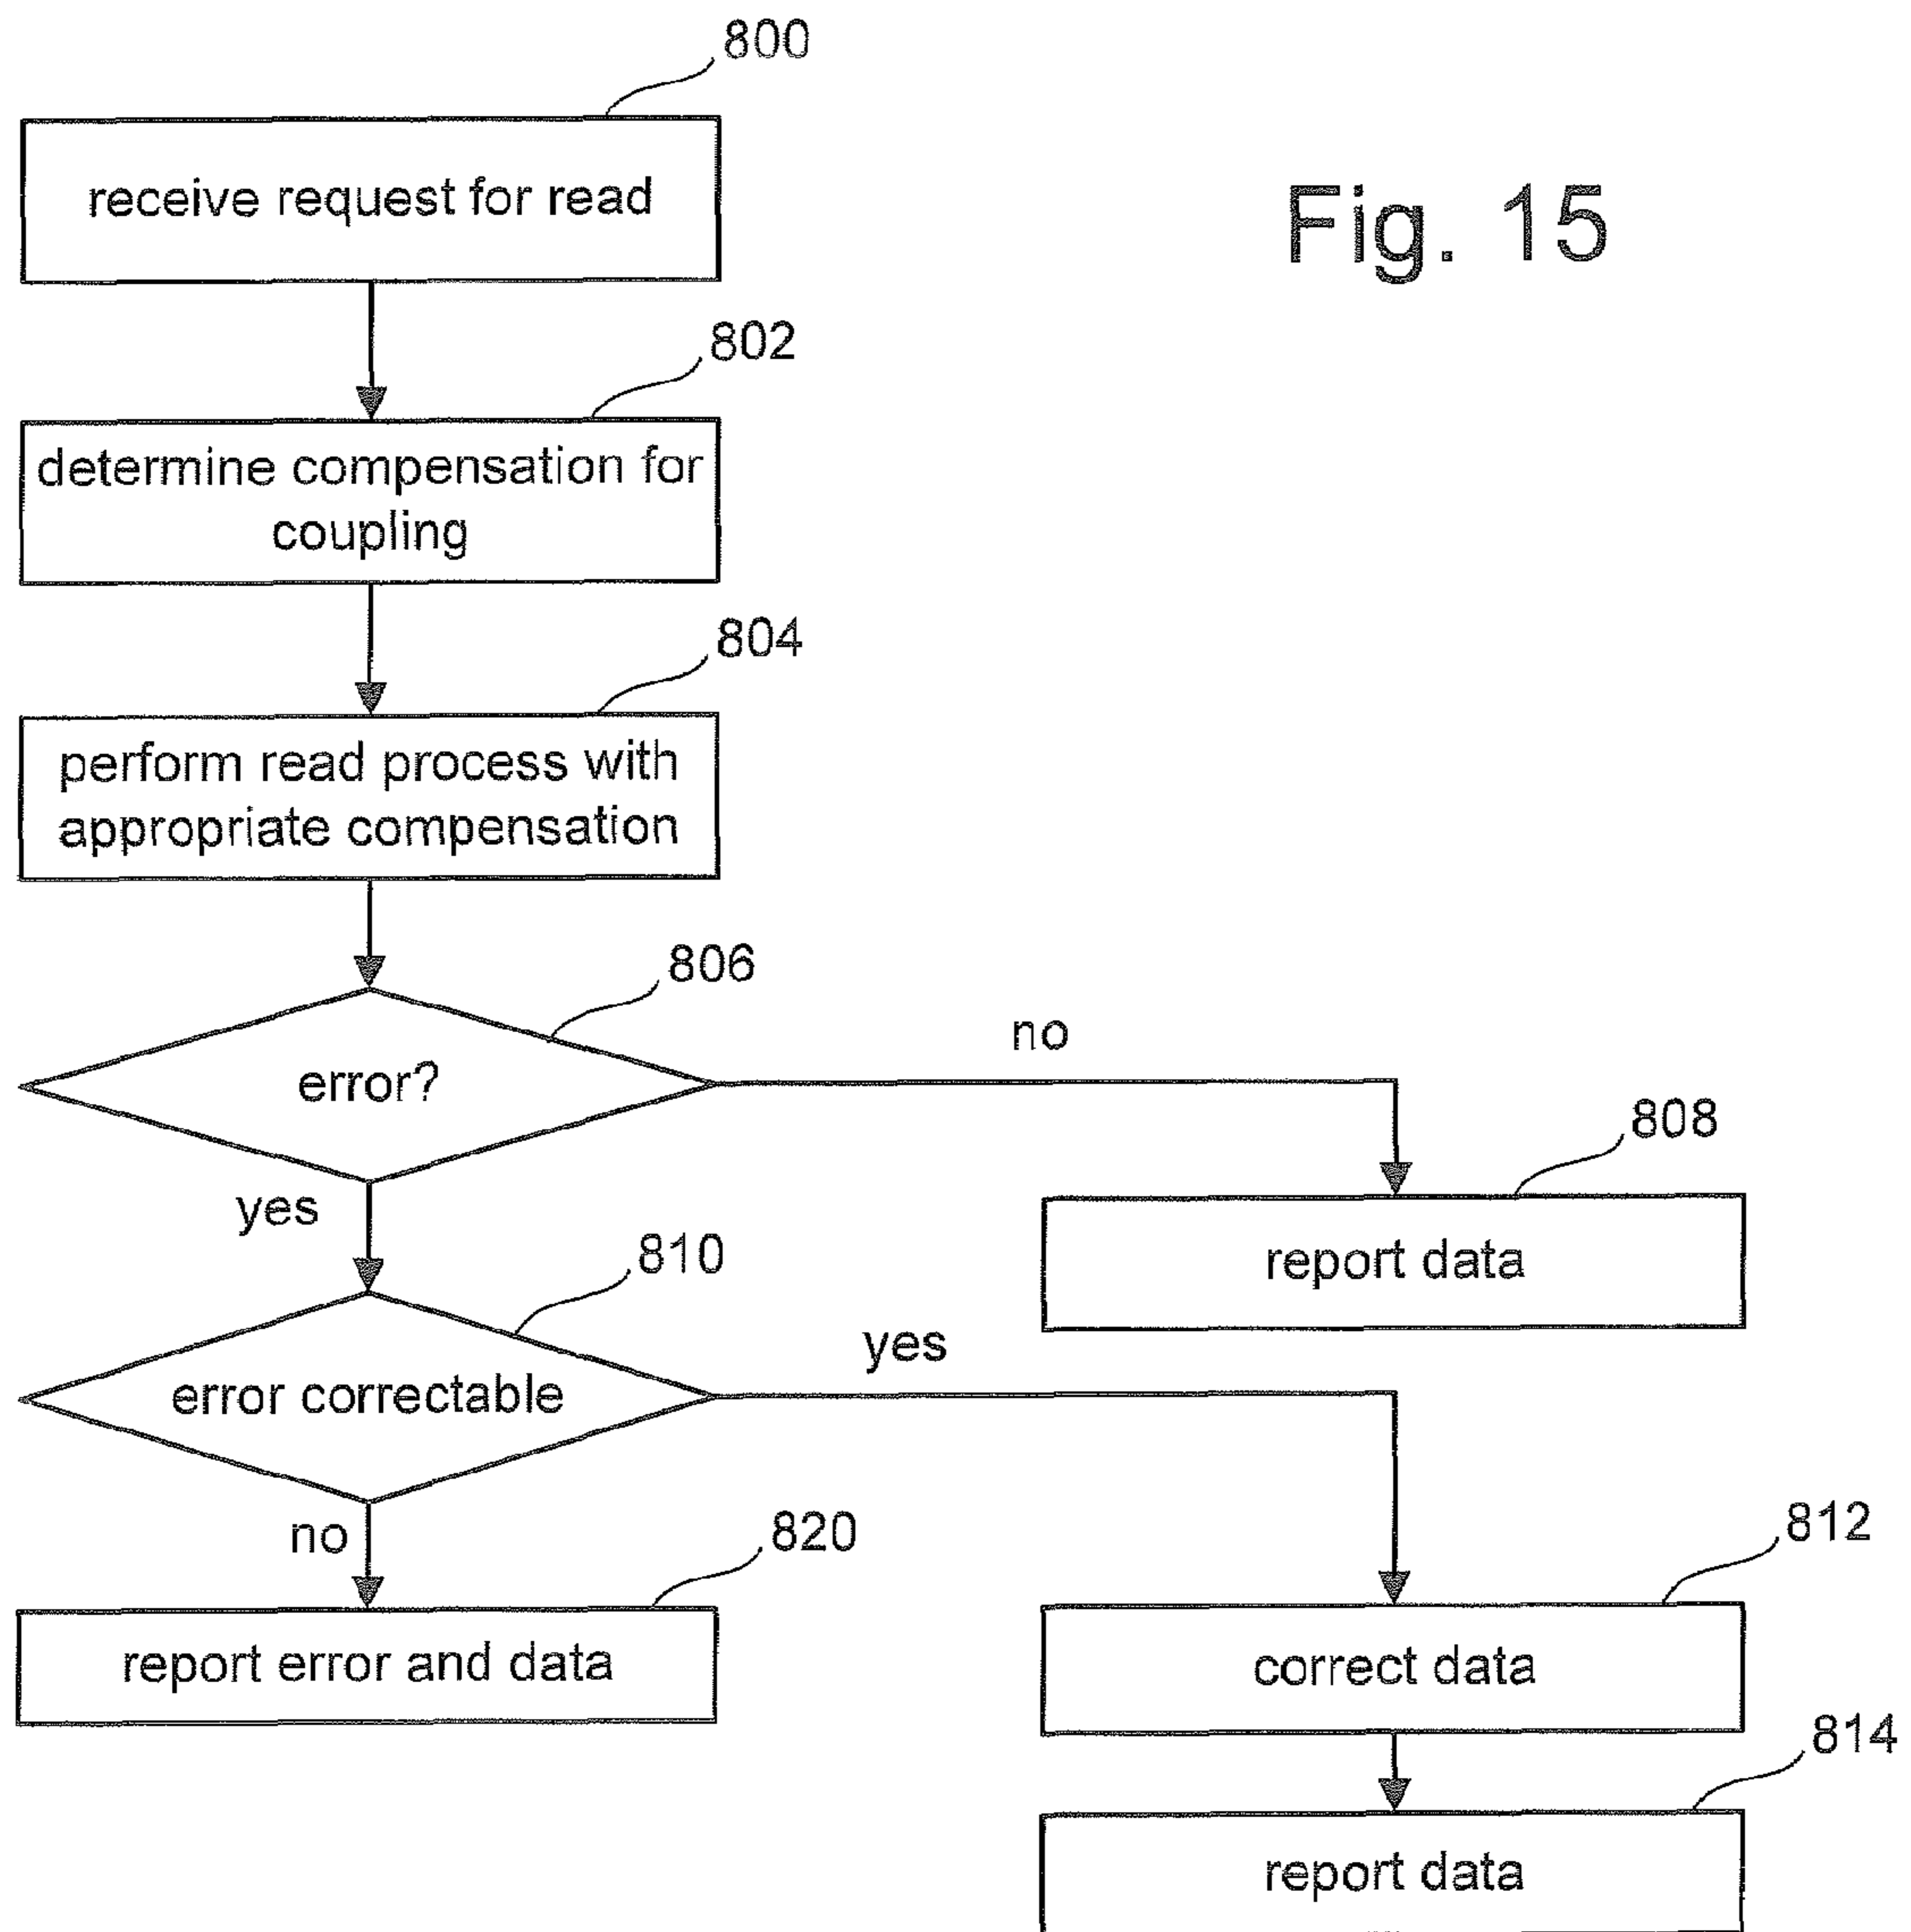 800
receive request for read
Fig. 15
802
determine compensation for
coupling
804
perform read process with
appropriate compensation
806
error?
no
808
report data
yes
810
error correctable
yes
812
correct data
no
820
report error and data
814
report data